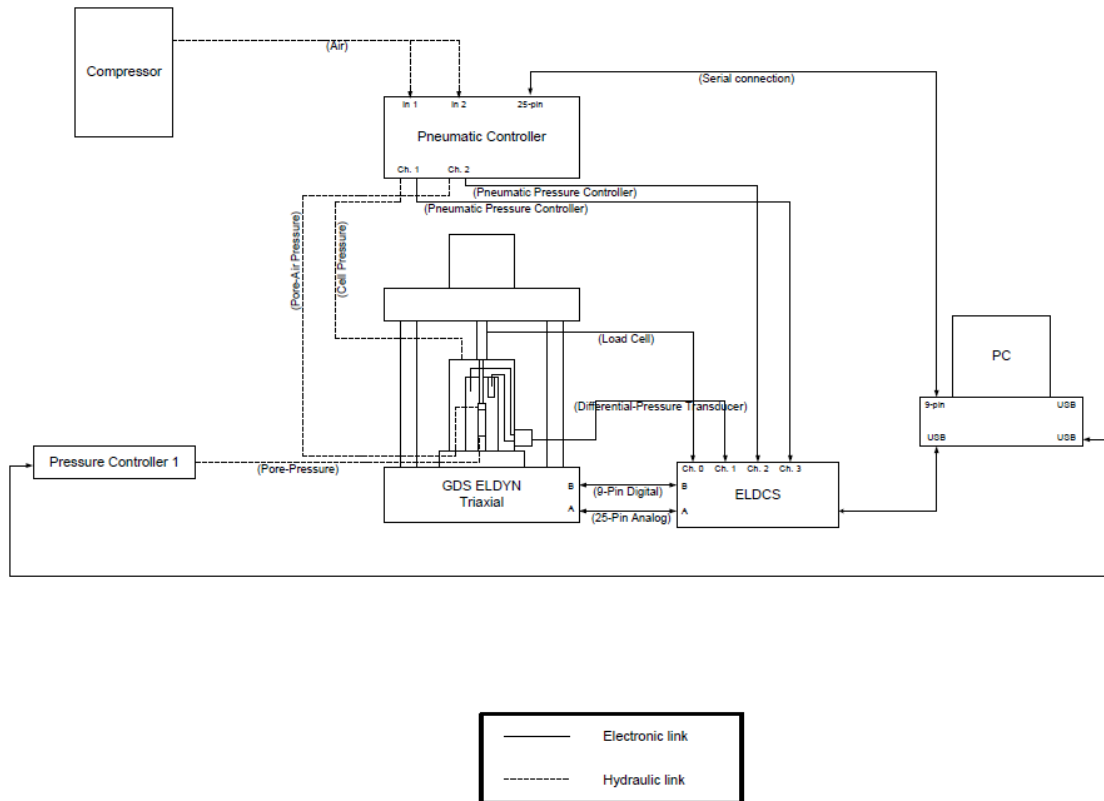 (Air)
Compressor
(Serial connection)
In 1
In 2
25-pin
Pneumatic Controller
Ch. 1
Ch. 2
(Pneumatic Pressure Controller)
(Pneumatic Pressure Controller)
(Pore-Air Pressure)
(Cell Pressure)
(Load Cell)
PC
(Differential-Pressure Transducer)
9-pin
USB
USB
USB
Pressure Controller 1
(Pore-Pressure)
GDS ELDYN
Triaxial
B
A
(9-Pin Digital)
(25-Pin Analog)
Ch. 0
Ch. 1
Ch. 2
Ch. 3
B
A
ELDCS
Electronic link
Hydraulic link